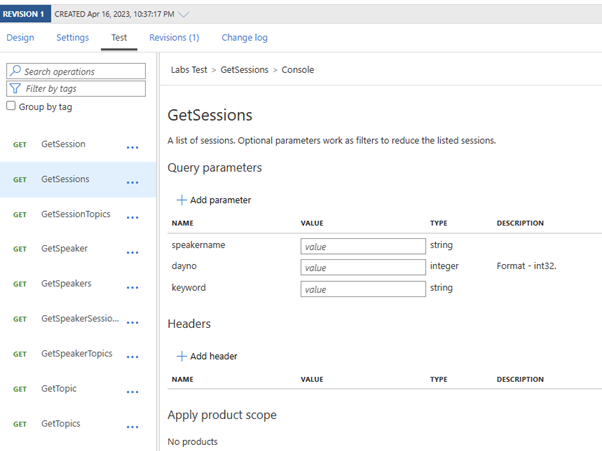 REVISION 1 CREATED Apr 16, 2023, 10:37:17 PM
Design Settings Test Revisions (1) Change log
Search operations
Filter by tags
Group by tag
GET GetSession ...
GET GetSessions ...
GET GetSessionTopics ...
GET GetSpeaker ...
GET GetSpeakers ...
GET GetSpeakerSessio... ...
GET GetSpeakerTopics ...
GET GetTopic ...
GET GetTopics ...
Labs Test > GetSessions > Console
GetSessions
A list of sessions. Optional parameters work as filters to reduce the listed sessions.
Query parameters
+ Add parameter
NAME VALUE TYPE DESCRIPTION
speakername value string
dayno value integer Format - int32.
keyword value string
Headers
+ Add header
NAME VALUE TYPE DESCRIPTION
Apply product scope
No products